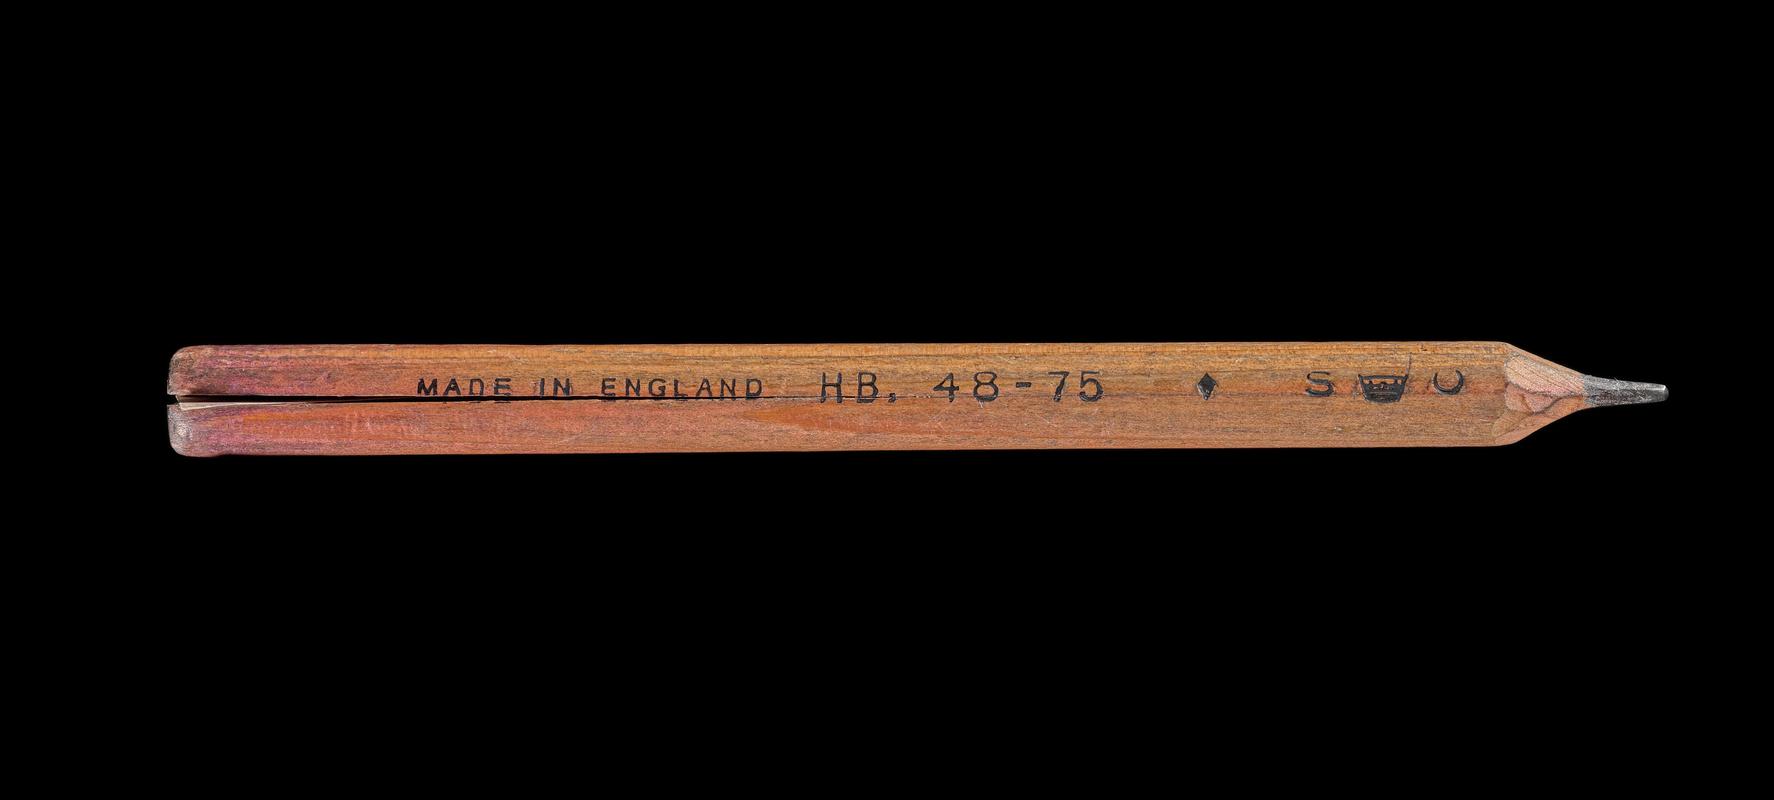 MADE IN ENGLAND HB, 48-75 ♦ S C